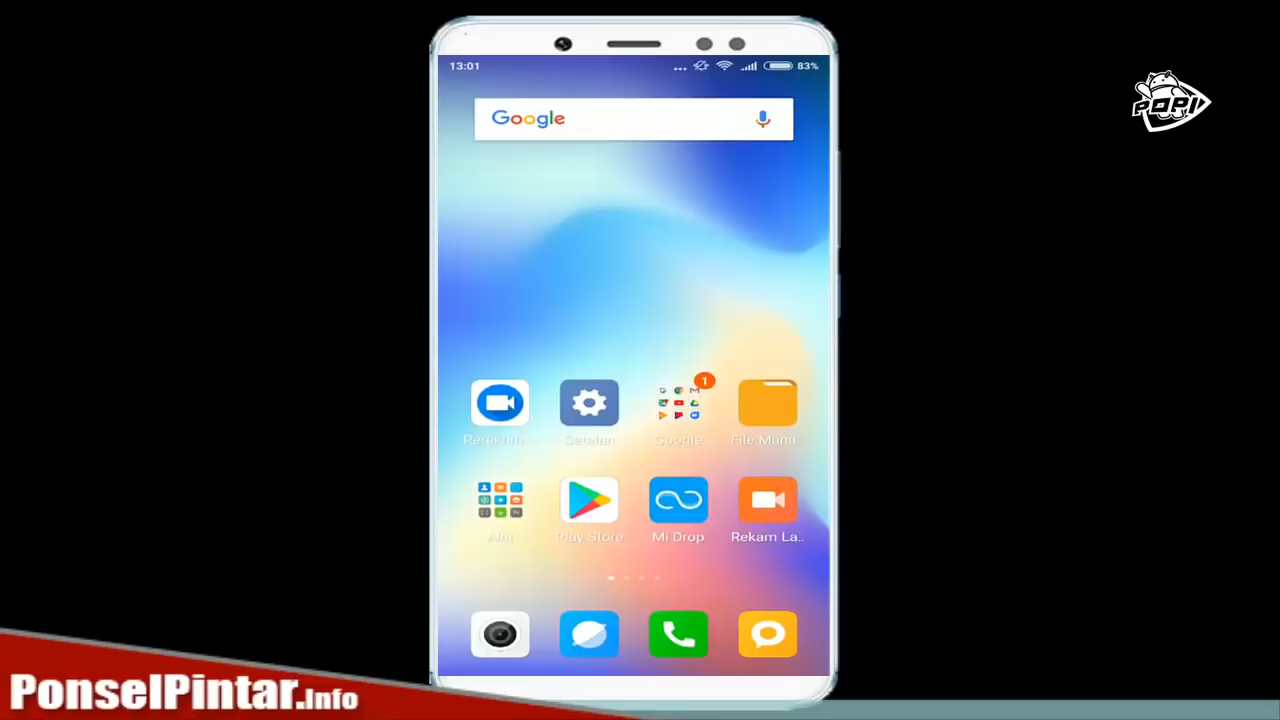 13:01
... 83%
Google
POPI
1
Perekam..
Setelan
Google
File Mana..
Alat
Play Store
Mi Drop
Rekam La..
PonselPintar.Info